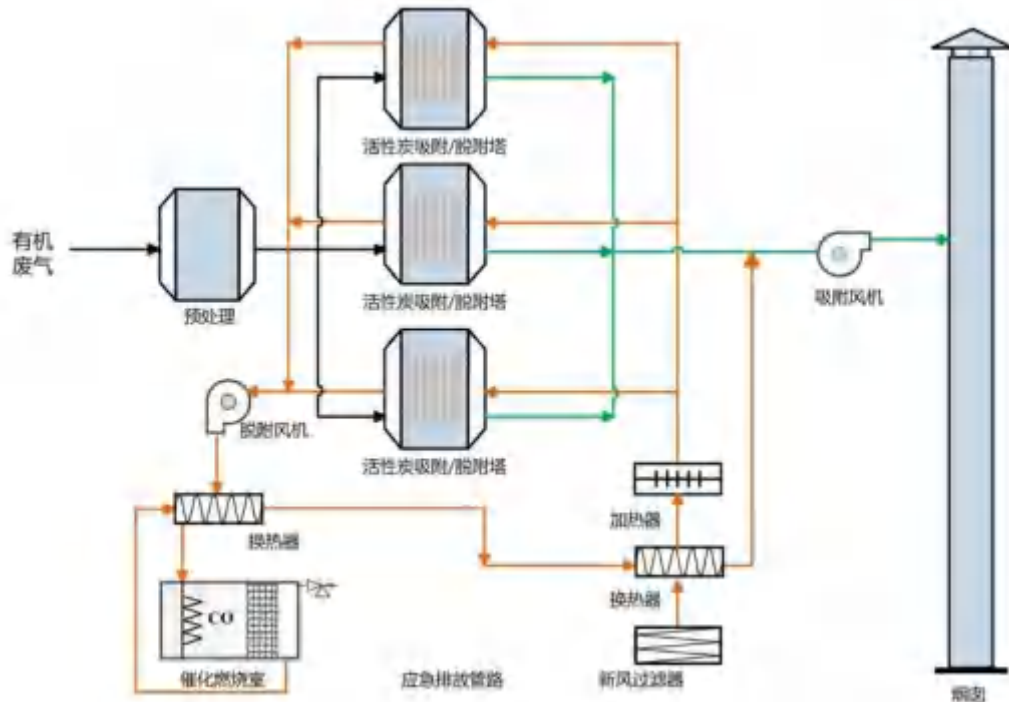 活性炭吸附/脱附塔
有机
废气
预处理
活性炭吸附/脱附塔
吸附风机
脱附风机
活性炭吸附/脱附塔
加热器
换热器
换热器
CO
催化燃烧室
应急排放管路
新风过滤器
烟囱